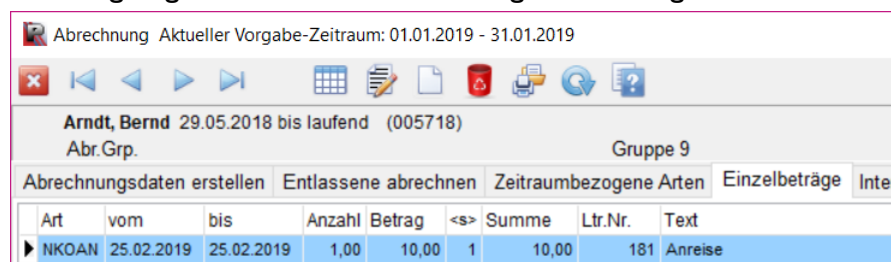 Abrechnung Aktueller Vorgabe-Zeitraum: 01.01.2019 - 31.01.2019
Arndt, Bernd 29.05.2018 bis laufend (005718)
Abr.Grp. Gruppe 9
Abrechnungsdaten erstellen Entlassene abrechnen Zeitraumbezogene Arten Einzelbeträge Inte
Art vom bis Anzahl Betrag <s> Summe Ltr.Nr. Text
NKOAN 25.02.2019 25.02.2019 1,00 10,00 1 10,00 181 Anreise